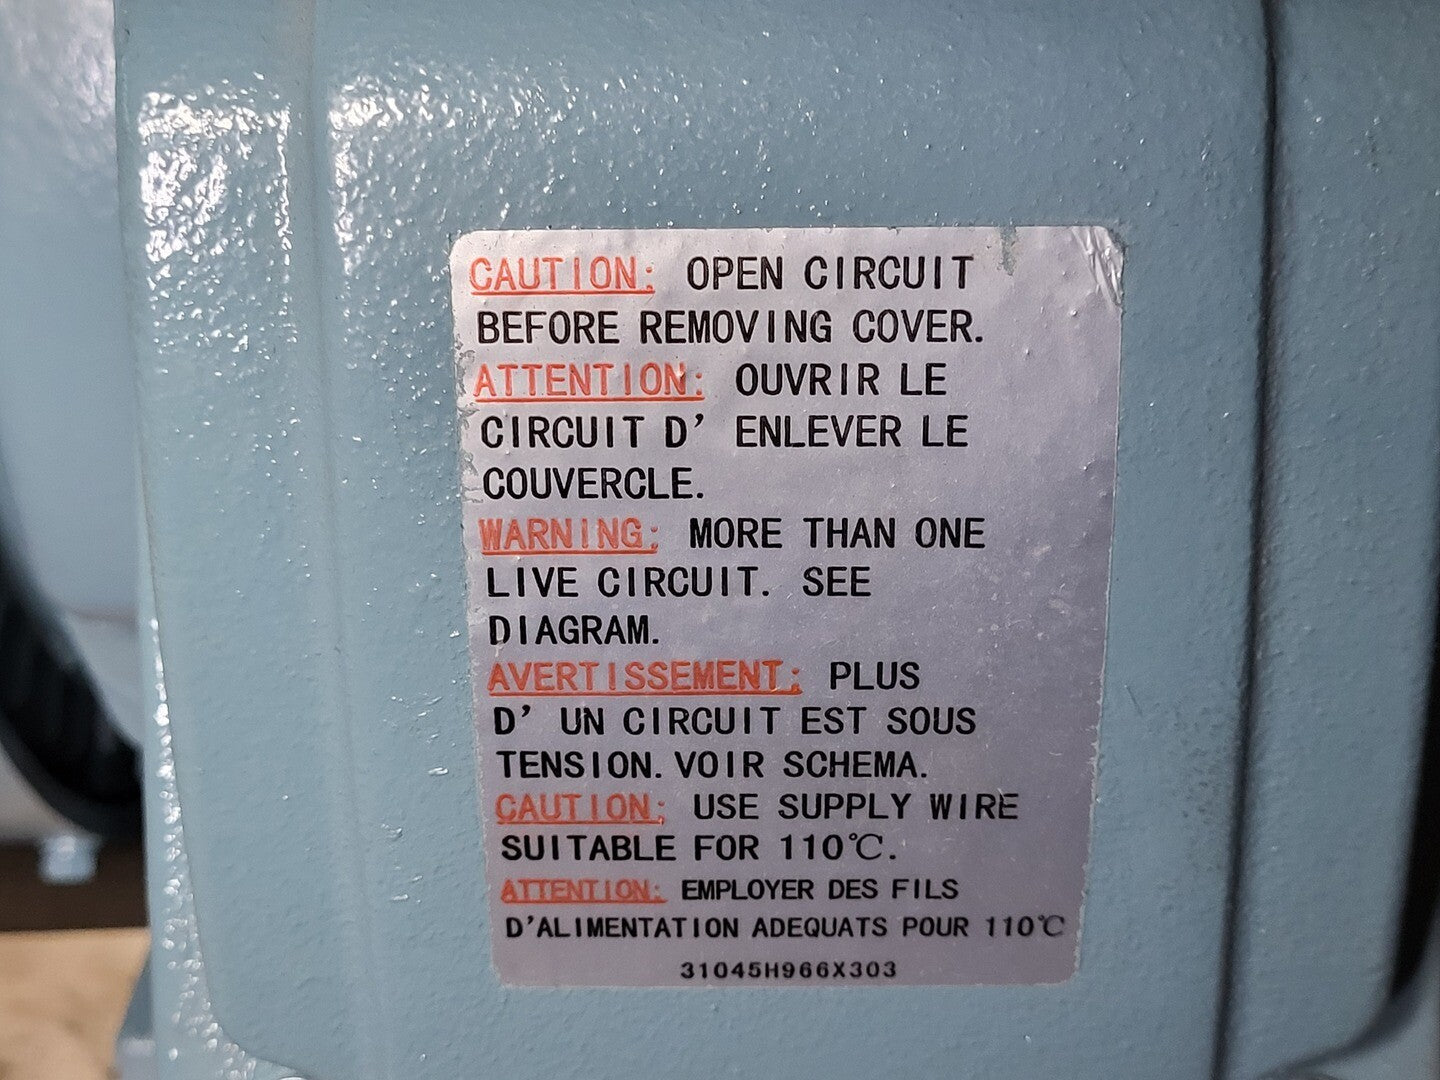 CAUTION: OPEN CIRCUIT
BEFORE REMOVING COVER.
ATTENTION: OUVRIR LE
CIRCUIT D' ENLEVER LE
COUVERCLE.
WARNING: MORE THAN ONE
LIVE CIRCUIT. SEE
DIAGRAM.
AVERTISSEMENT: PLUS
D' UN CIRCUIT EST SOUS
TENSION. VOIR SCHEMA.
CAUTION: USE SUPPLY WIRE
SUITABLE FOR 110℃.
ATTENTION: EMPLOYER DES FILS
D'ALIMENTATION ADEQUATS POUR 110℃
31045H966X303